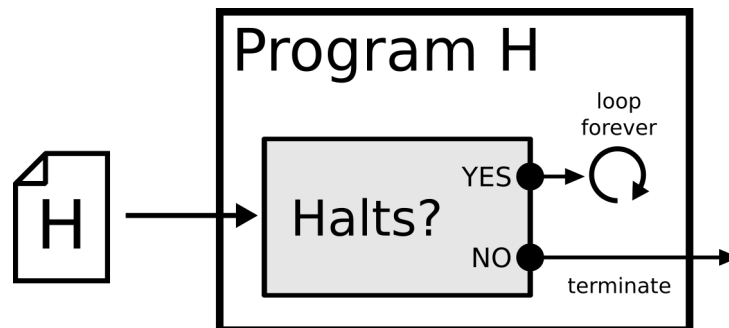 Program H
loop
forever
YES
H
Halts?
NO
terminate